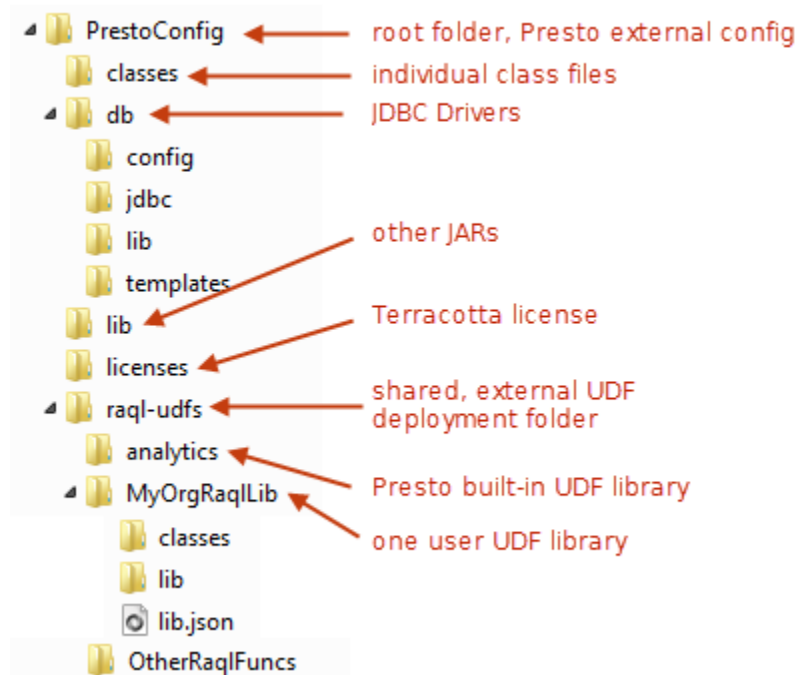 PrestoConfig root folder, Presto external config
classes individual class files
db JDBC Drivers
config
jdbc
lib
other JARs
templates
lib
Terracotta license
licenses
shared, external UDF
raql-udfs
deployment folder
analytics
Presto built-in UDF library
MyOrgRaqlLib
classes
one user UDF library
lib
lib.json
OtherRaqlFuncs